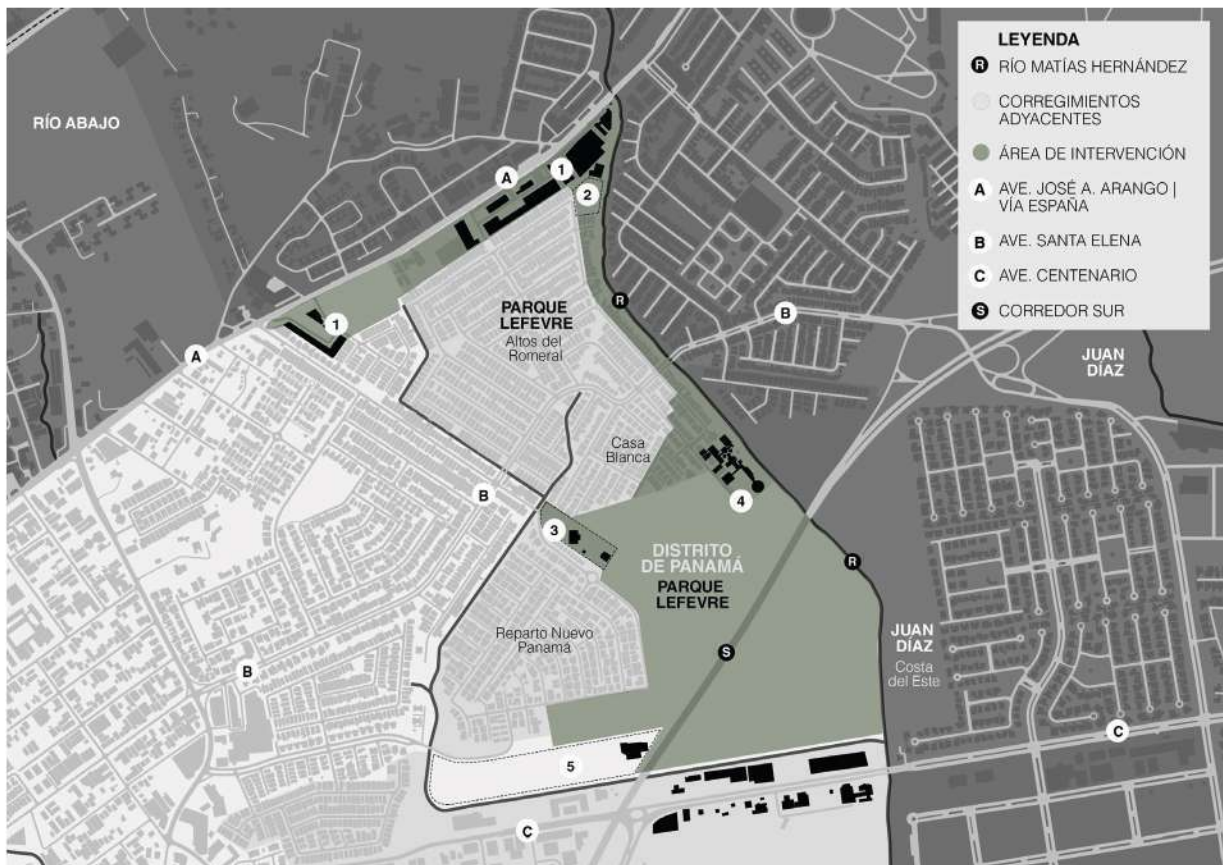 LEYENDA
R RÍO MATÍAS HERNÁNDEZ
CORREGIMIENTOS
ADYACENTES
ÁREA DE INTERVENCIÓN
A AVE. JOSÉ A. ARANGO |
VÍA ESPAÑA
B AVE. SANTA ELENA
C AVE. CENTENARIO
S CORREDOR SUR
RÍO ABAJO
1
A
2
R
PARQUE
LEFEVRE
Altos del
Romeral
B
1
A
JUAN
DÍAZ
Casa
Blanca
B
4
3
DISTRITO
DE PANAMÁ
PARQUE
LEFEVRE
R
Reparto Nuevo
Panamá
S
JUAN
DÍAZ
Costa
del Este
B
C
5
C